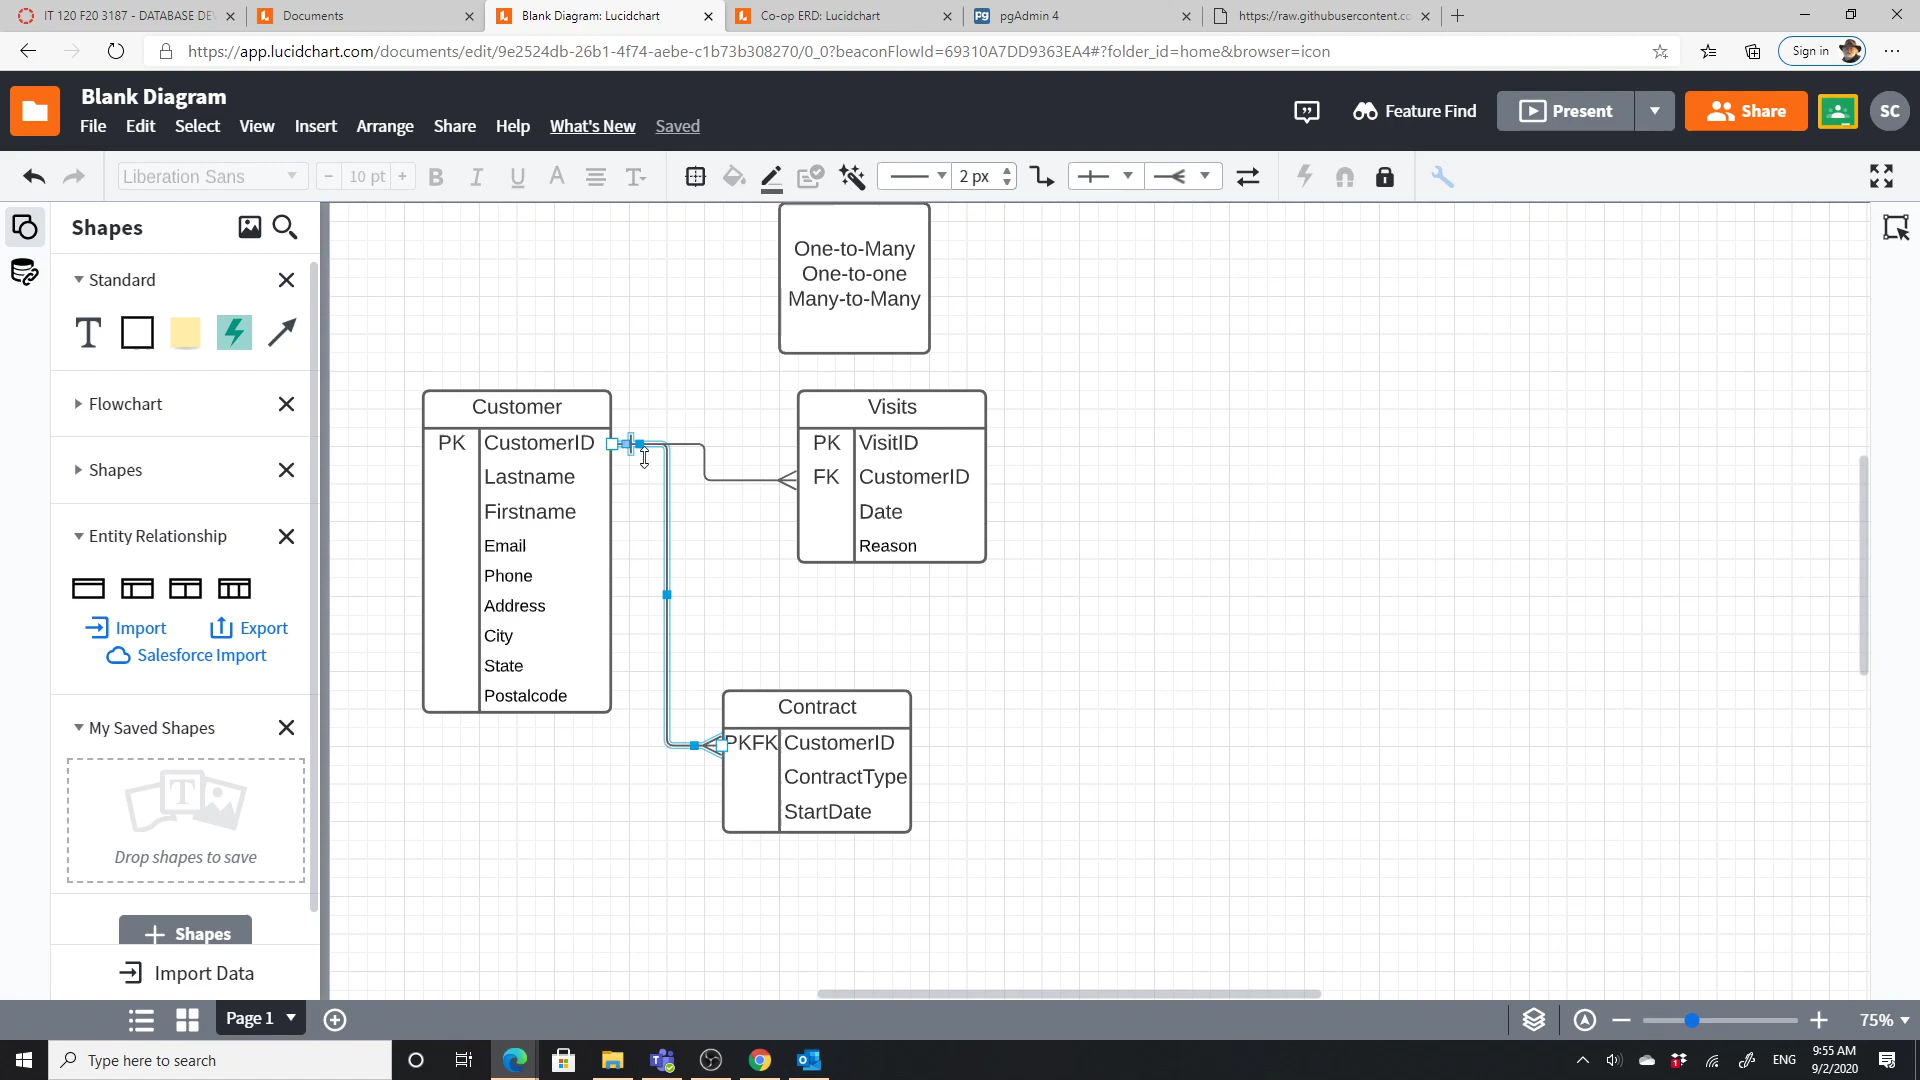 IT 120 F20 3187 - DATABASE DE
Documents
Blank Diagram: Lucidchart
Co-op ERD: Lucidchart
pgAdmin 4
https://raw.githubusercontent.cc
https://app.lucidchart.com/documents/edit/9e2524db-26b1-4f74-aebe-c1b73b308270/0_0?beaconFlowId=69310A7DD9363EA4#?folder_id=home&browser=icon
Sign in
Blank Diagram
File Edit Select View Insert Arrange Share Help What's New Saved
Feature Find
Present
Share
SC
Liberation Sans
10 pt
2 px
Shapes
Standard
Flowchart
Shapes
Entity Relationship
Import Export
Salesforce Import
My Saved Shapes
Drop shapes to save
Shapes
Import Data
One-to-Many
One-to-one
Many-to-Many
Customer
PK CustomerID
Lastname
Firstname
Email
Phone
Address
City
State
Postalcode
Visits
PK VisitID
FK CustomerID
Date
Reason
Contract
PKFK CustomerID
ContractType
StartDate
Page 1
75%
Type here to search
ENG
9:55 AM
9/2/2020